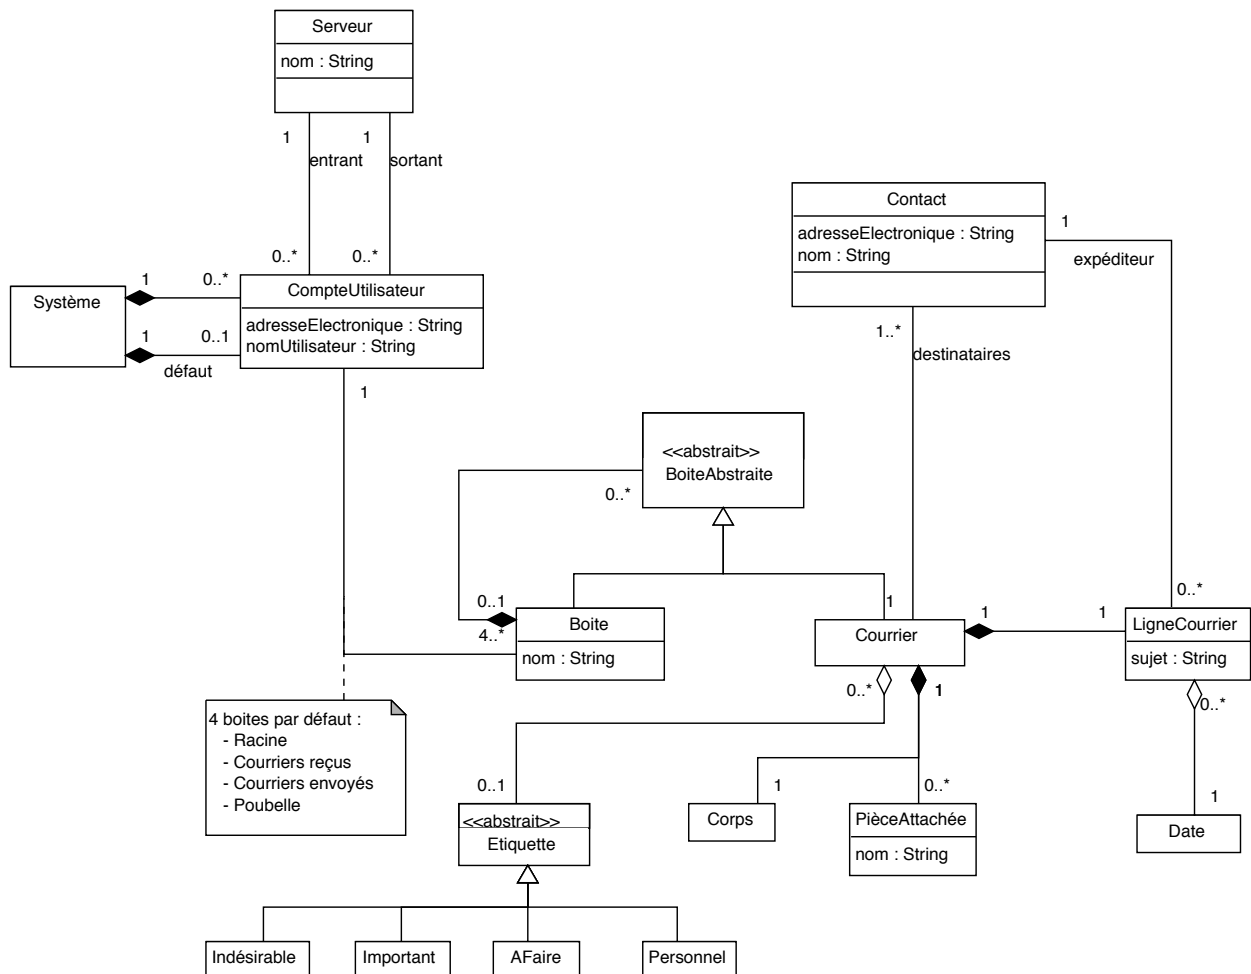 Serveur
nom : String
1
1
entrant
sortant
0..*
0..*
Contact
adresseElectronique : String
nom : String
1
expéditeur
1..*
destinataires
Système
1
0..*
1
0..1
défaut
CompteUtilisateur
adresseElectronique : String
nomUtilisateur : String
1
<<abstrait>>
BoiteAbstraite
0..*
0..1
4..*
Boite
nom : String
1
Courrier
1
1
0..*
LigneCourrier
sujet : String
0..*
1
0..*
4 boites par défaut :
- Racine
- Courriers reçus
- Courriers envoyés
- Poubelle
0..1
<<abstrait>>
Etiquette
1
Corps
0..*
PièceAttachée
nom : String
1
Date
Indésirable
Important
AFaire
Personnel